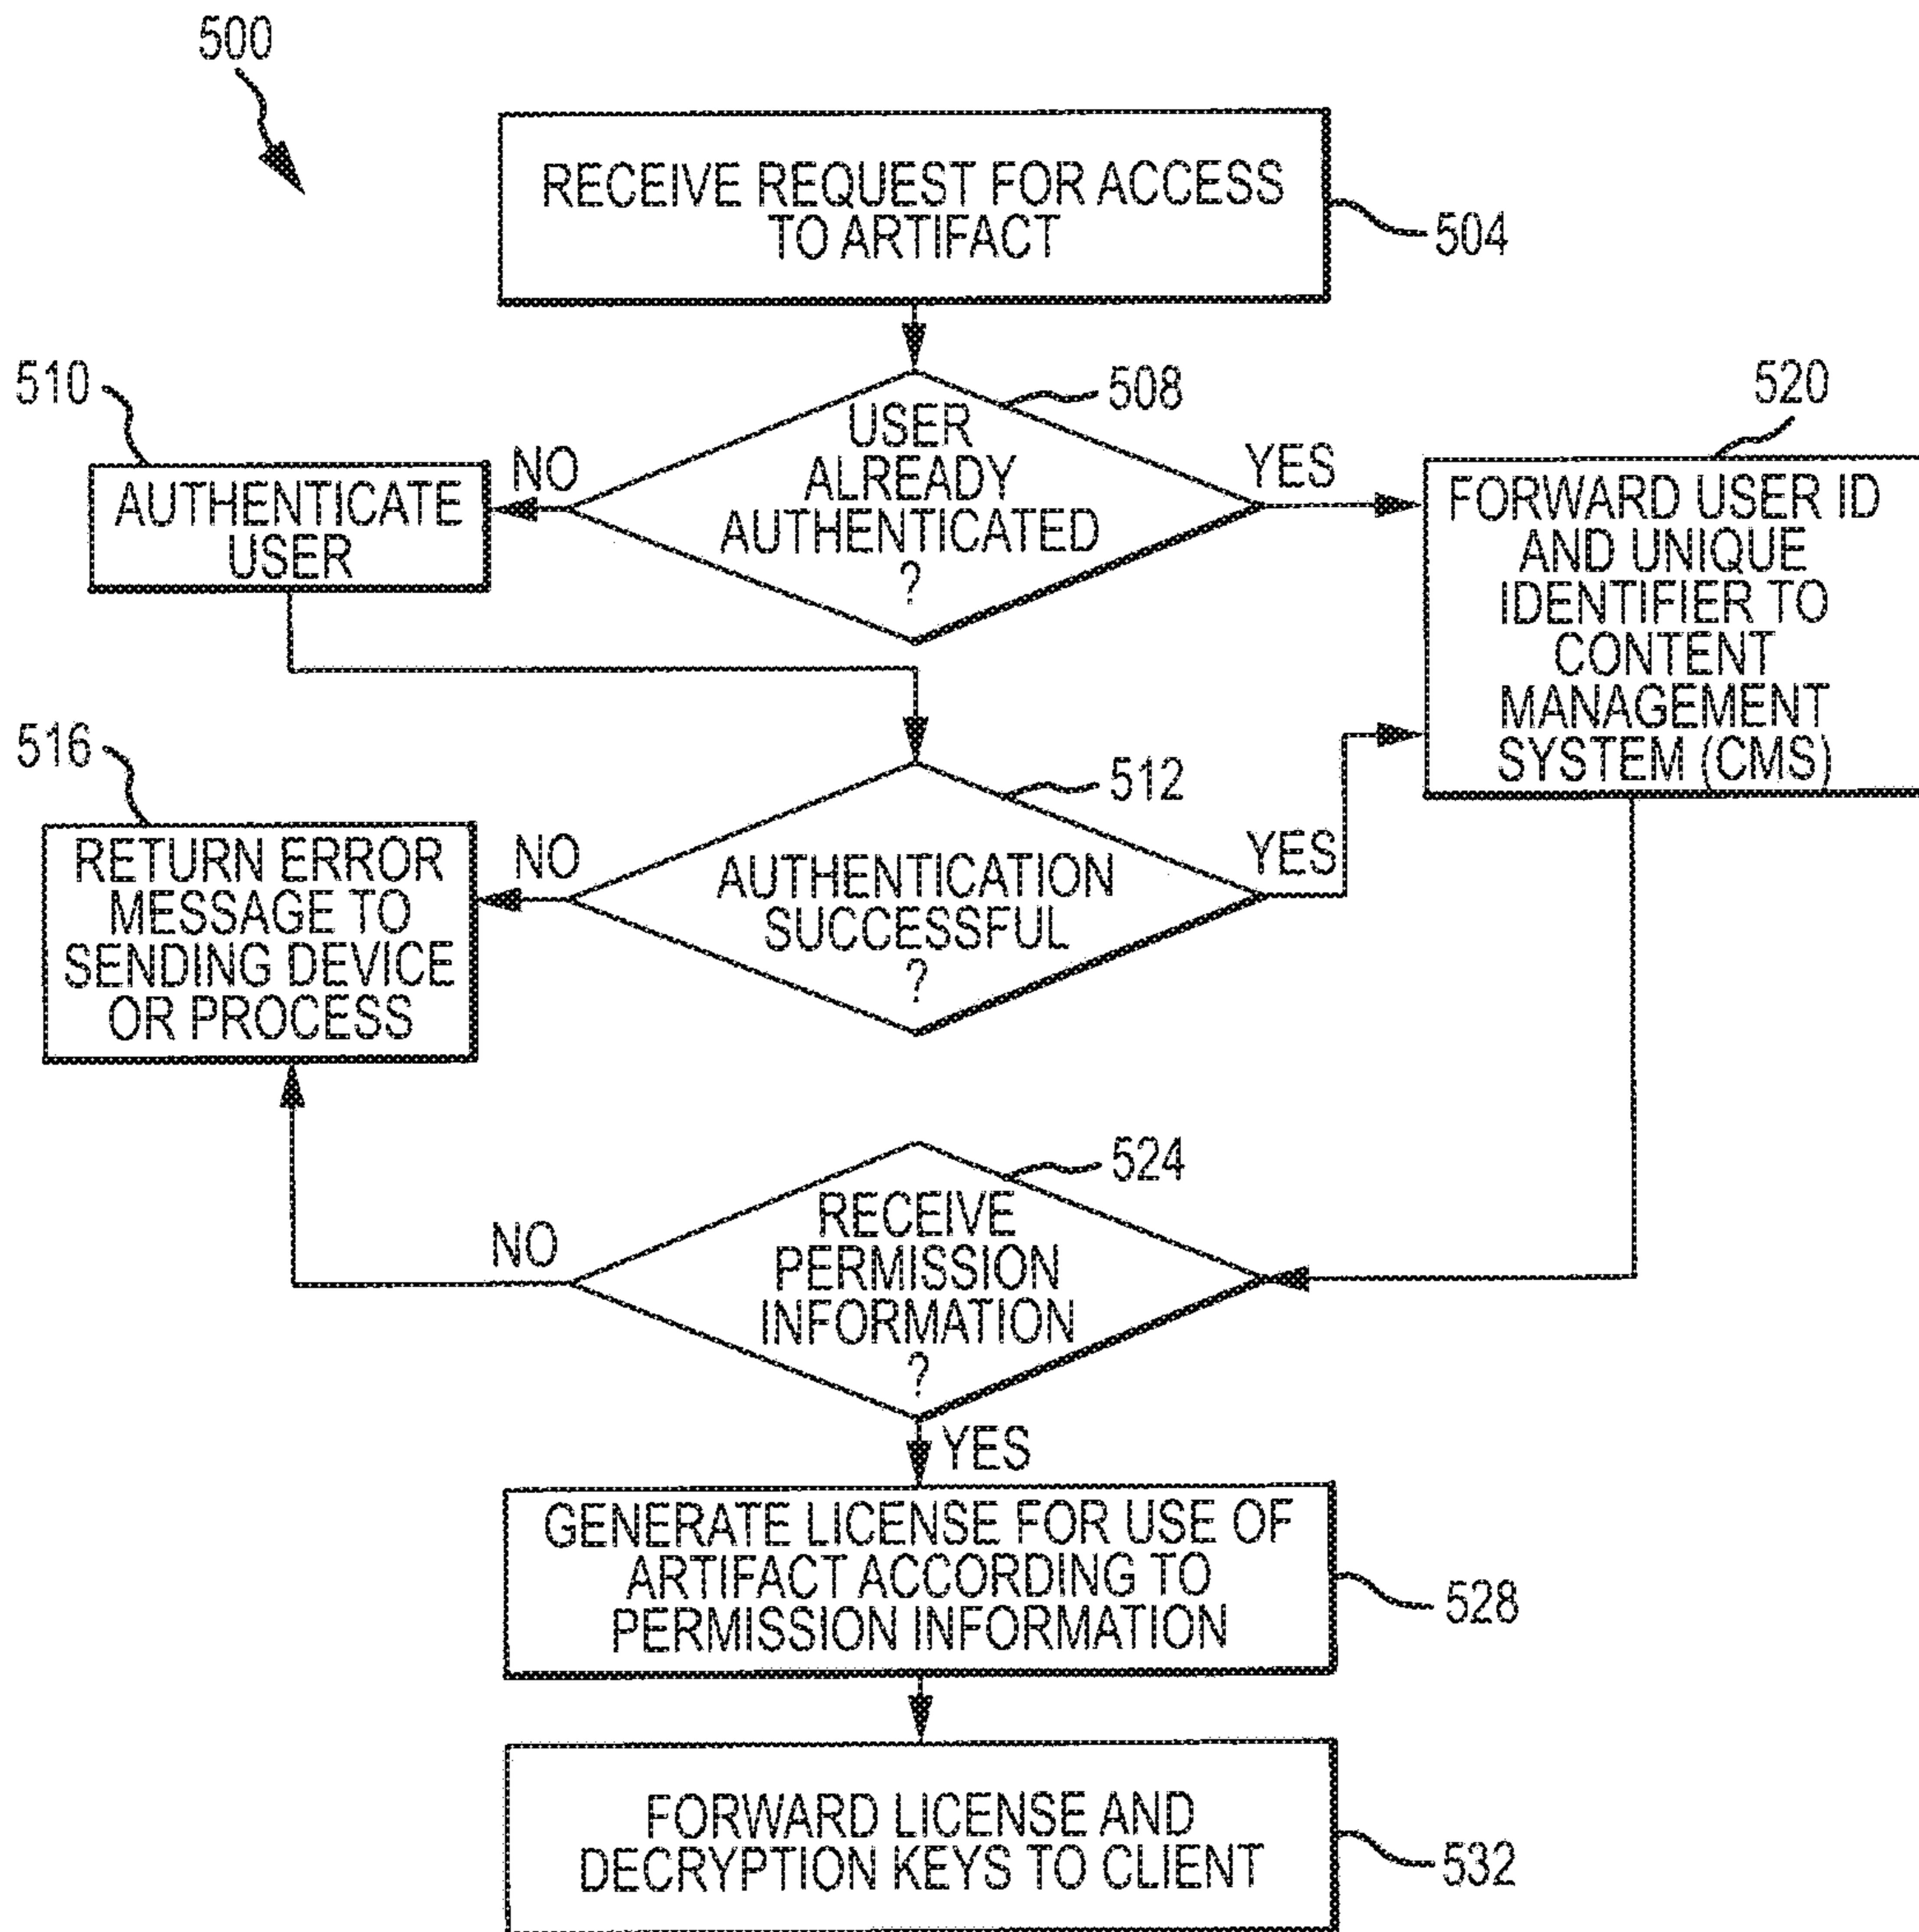 500
RECEIVE REQUEST FOR ACCESS
TO ARTIFACT
504
510
508
520
USER
ALREADY
AUTHENTICATED
?
NO
YES
AUTHENTICATE
USER
FORWARD USER ID
AND UNIQUE
IDENTIFIER TO
CONTENT
MANAGEMENT
SYSTEM (CMS)
516
512
RETURN ERROR
MESSAGE TO
SENDING DEVICE
OR PROCESS
NO
AUTHENTICATION
SUCCESSFUL
?
YES
524
NO
RECEIVE
PERMISSION
INFORMATION
?
YES
GENERATE LICENSE FOR USE OF
ARTIFACT ACCORDING TO
PERMISSION INFORMATION
528
FORWARD LICENSE AND
DECRYPTION KEYS TO CLIENT
532